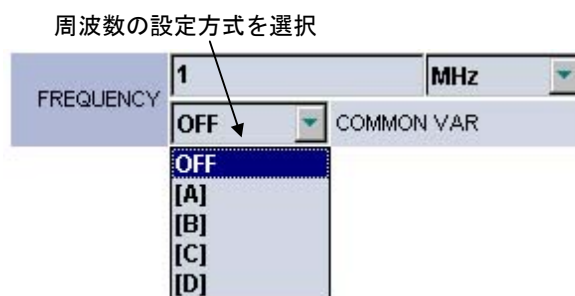 周波数の設定方式を選択
FREQUENCY 1 MHz
OFF COMMON VAR
OFF
[A]
[B]
[C]
[D]